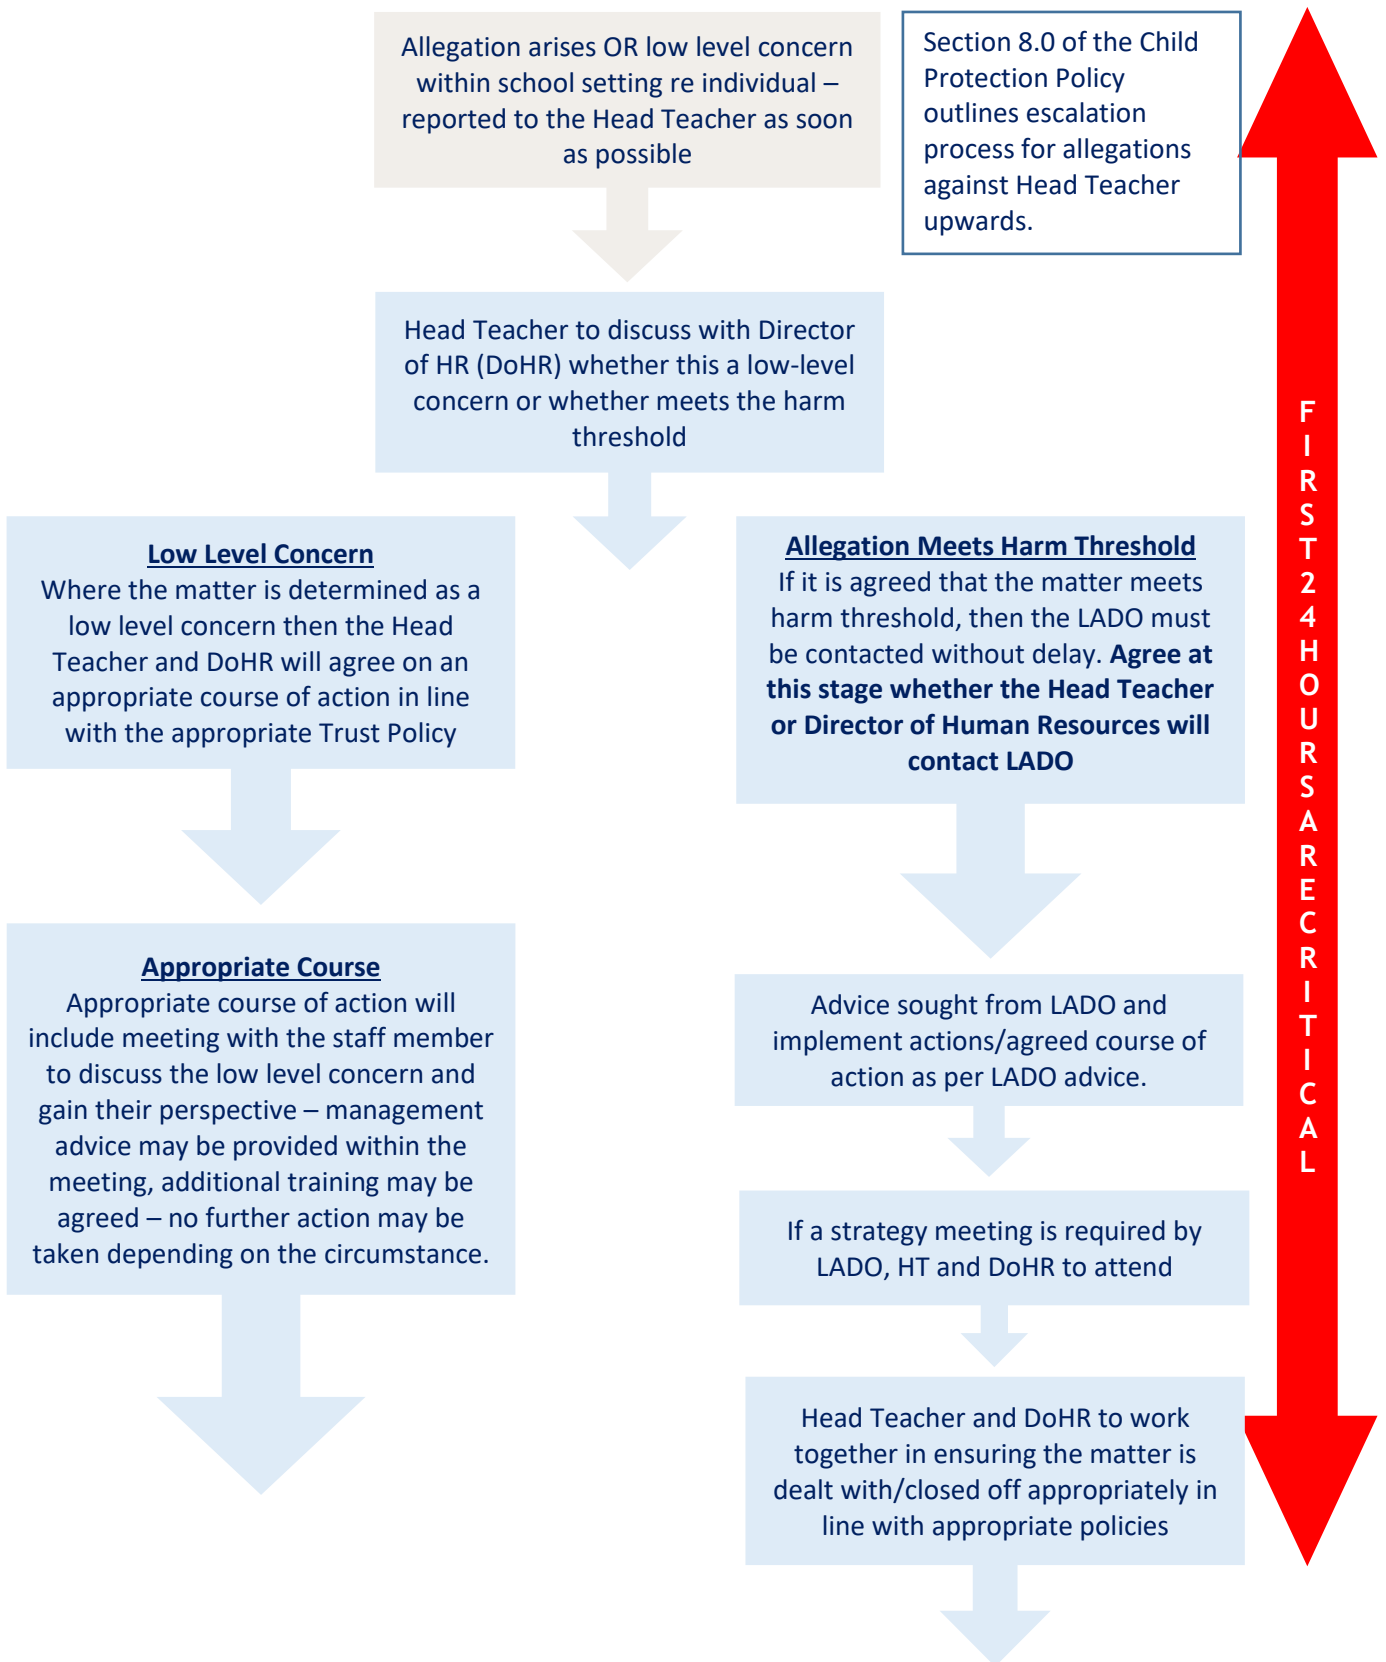 Allegation arises OR low level concern
within school setting re individual –
reported to the Head Teacher as soon
as possible
Section 8.0 of the Child
Protection Policy
outlines escalation
process for allegations
against Head Teacher
upwards.
Head Teacher to discuss with Director
of HR (DoHR) whether this a low-level
concern or whether meets the harm
threshold
Low Level Concern
Where the matter is determined as a
low level concern then the Head
Teacher and DoHR will agree on an
appropriate course of action in line
with the appropriate Trust Policy
Allegation Meets Harm Threshold
If it is agreed that the matter meets
harm threshold, then the LADO must
be contacted without delay. Agree at
this stage whether the Head Teacher
or Director of Human Resources will
contact LADO
Appropriate Course
Appropriate course of action will
include meeting with the staff member
to discuss the low level concern and
gain their perspective – management
advice may be provided within the
meeting, additional training may be
agreed – no further action may be
taken depending on the circumstance.
Advice sought from LADO and
implement actions/agreed course of
action as per LADO advice.
If a strategy meeting is required by
LADO, HT and DoHR to attend
Head Teacher and DoHR to work
together in ensuring the matter is
dealt with/closed off appropriately in
line with appropriate policies
FIRST24HOURSARECRITICAL